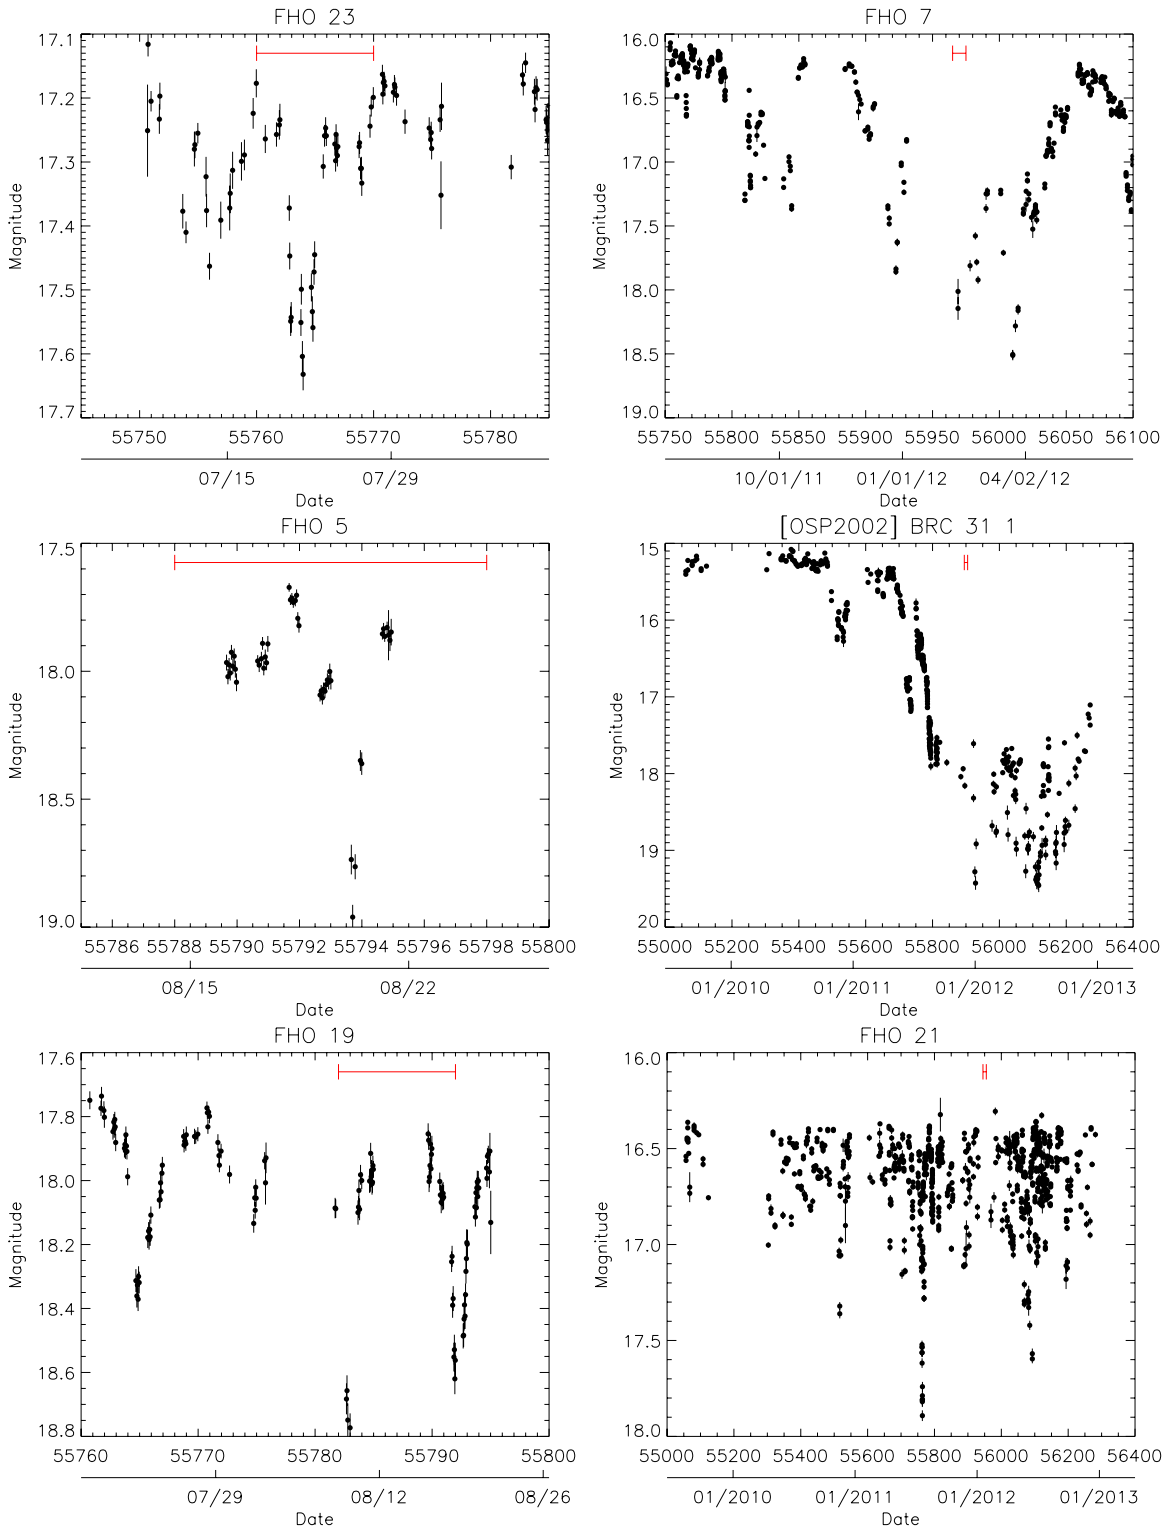 FHO 23
17.1
17.2
17.3
17.4
17.5
17.6
17.7
Magnitude
55750 55760 55770 55780
07/15 07/29
Date
FHO 7
16.0
16.5
17.0
17.5
18.0
18.5
19.0
Magnitude
55750 55800 55850 55900 55950 56000 56050 56100
10/01/11 01/01/12 04/02/12
Date
FHO 5
17.5
18.0
18.5
19.0
Magnitude
55786 55788 55790 55792 55794 55796 55798 55800
08/15 08/22
Date
[OSP2002] BRC 31 1
15
16
17
18
19
20
Magnitude
55000 55200 55400 55600 55800 56000 56200 56400
01/2010 01/2011 01/2012 01/2013
Date
FHO 19
17.6
17.8
18.0
18.2
18.4
18.6
18.8
Magnitude
55760 55770 55780 55790 55800
07/29 08/12 08/26
Date
FHO 21
16.0
16.5
17.0
17.5
18.0
Magnitude
55000 55200 55400 55600 55800 56000 56200 56400
01/2010 01/2011 01/2012 01/2013
Date